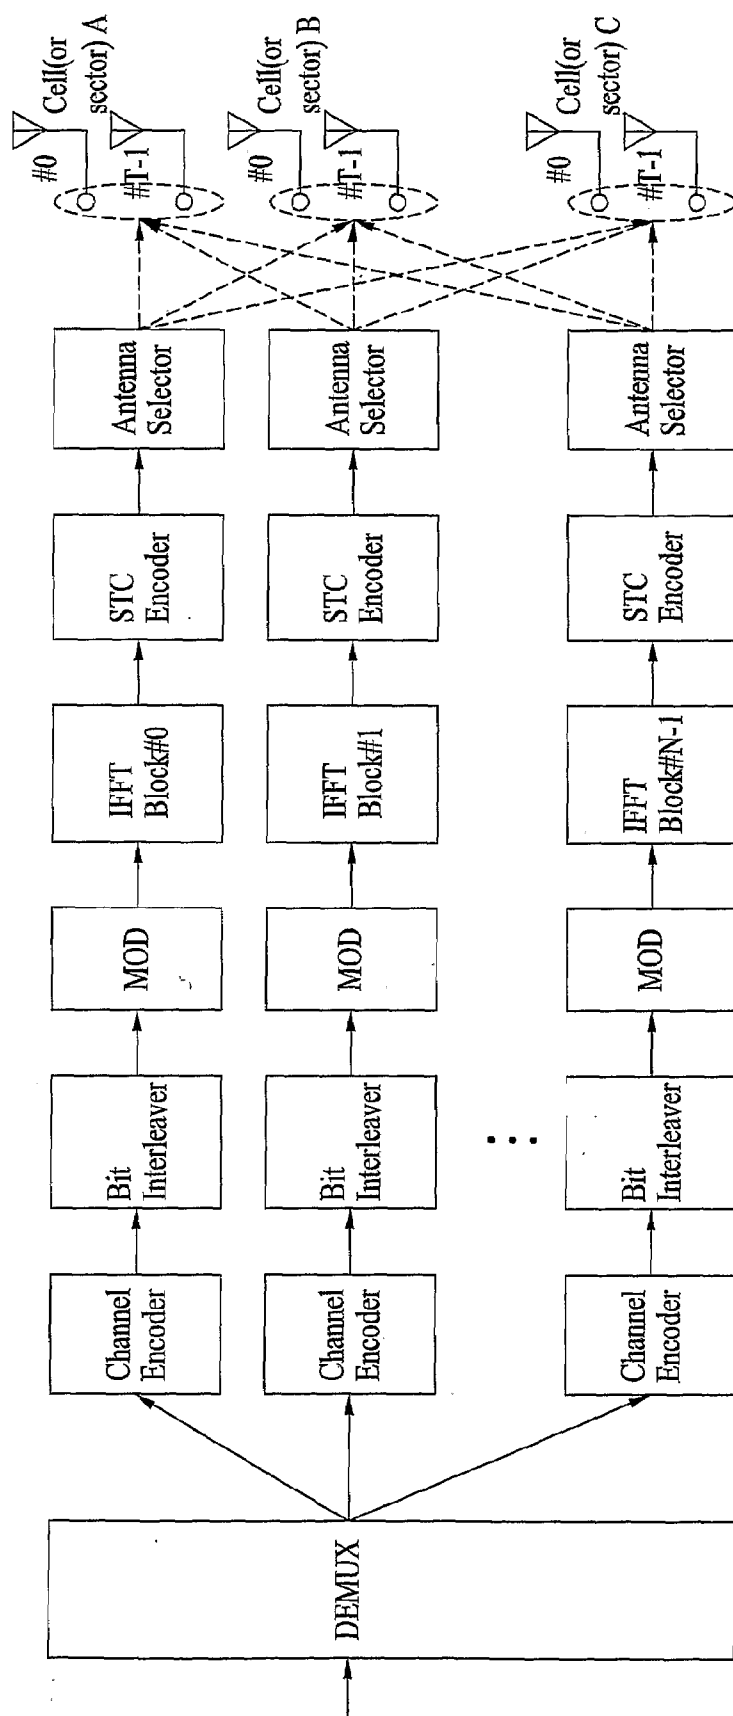 DEMUX
Channel
Encoder
Bit
Interleaver
MOD
IFFT
Block#0
STC
Encoder
Antenna
Selector
#0
#T-1
Cell(or
sector) A
Channel
Encoder
Bit
Interleaver
MOD
IFFT
Block#1
STC
Encoder
Antenna
Selector
#0
#T-1
Cell(or
sector) B
Channel
Encoder
Bit
Interleaver
MOD
IFFT
Block#N-1
STC
Encoder
Antenna
Selector
#0
#T-1
Cell(or
sector) C